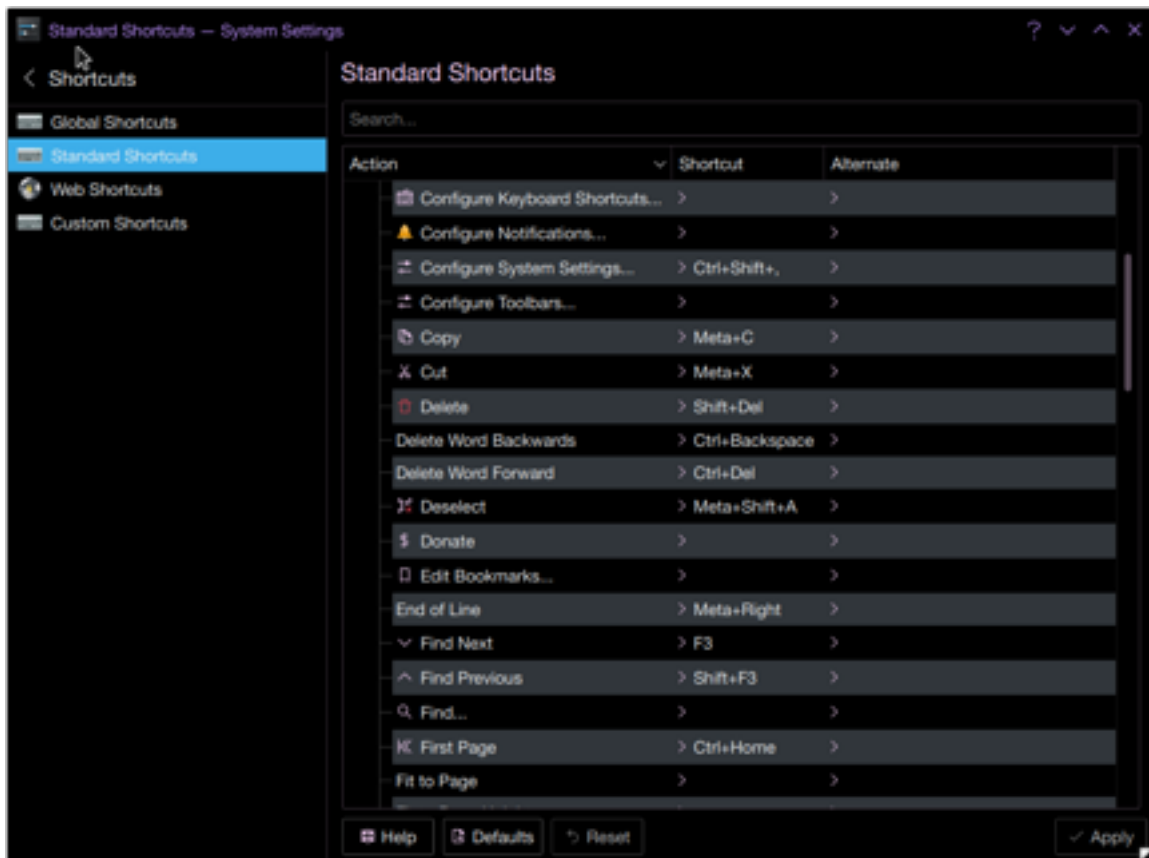 Standard Shortcuts — System Settings
Shortcuts
Global Shortcuts
Standard Shortcuts
Web Shortcuts
Custom Shortcuts
Standard Shortcuts
Search...
Action Shortcut Alternate
Configure Keyboard Shortcuts...
Configure Notifications...
Configure System Settings... Ctrl+Shift+,
Configure Toolbars...
Copy Meta+C
Cut Meta+X
Delete Shift+Del
Delete Word Backwards Ctrl+Backspace
Delete Word Forward Ctrl+Del
Deselect Meta+Shift+A
Donate
Edit Bookmarks...
End of Line Meta+Right
Find Next F3
Find Previous Shift+F3
Find...
First Page Ctrl+Home
Fit to Page
Help Defaults Reset Apply